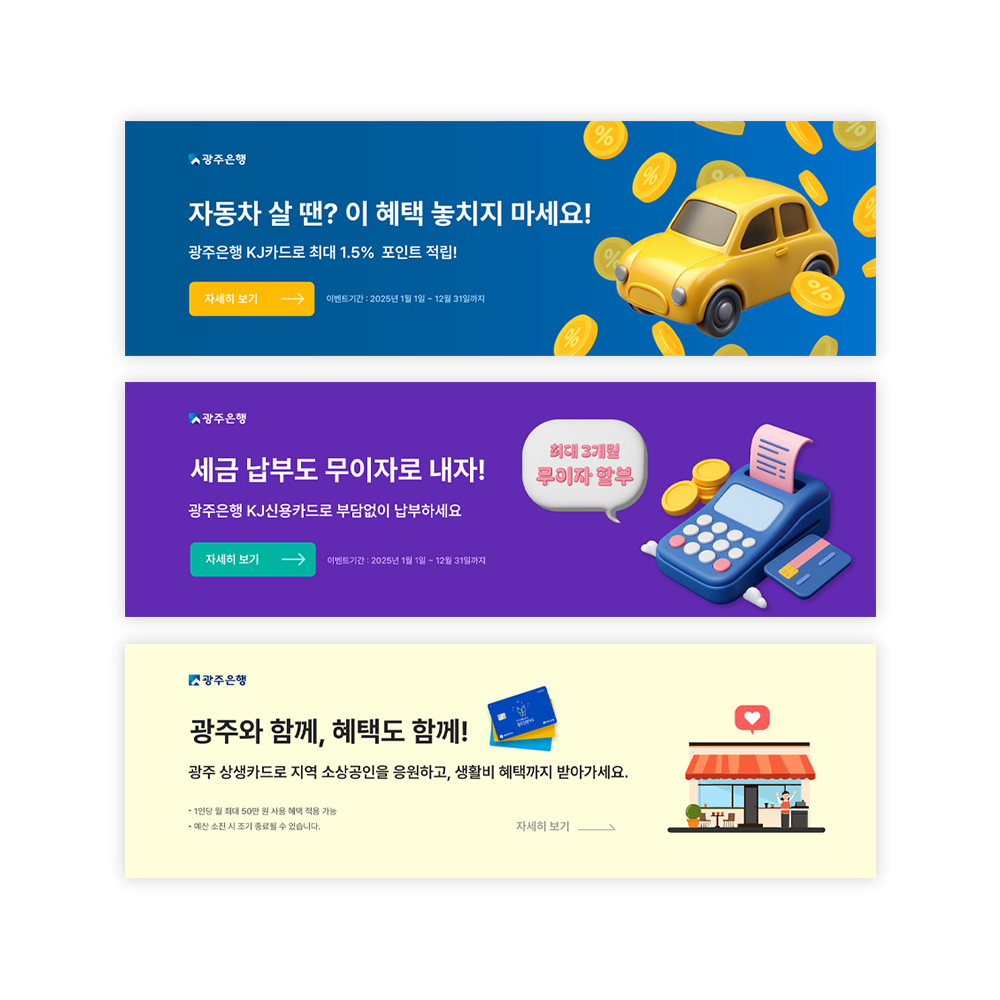 광주은행
자동차 살 땐? 이 혜택 놓치지 마세요!
광주은행 KJ카드로 최대 1.5% 포인트 적립!
자세히 보기
이벤트기간 : 2025년 1월 1일 ~ 12월 31일까지
광주은행
세금 납부도 무이자로 내자!
광주은행 KJ신용카드로 부담없이 납부하세요
자세히 보기
이벤트기간 : 2025년 1월 1일 ~ 12월 31일까지
최대 3개월
무이자 할부
광주은행
광주와 함께, 혜택도 함께!
광주 상생카드로 지역 소상공인을 응원하고, 생활비 혜택까지 받아가세요.
- 1인당 월 최대 50만 원 사용 혜택 적용 가능
- 예산 소진 시 조기 종료될 수 있습니다.
자세히 보기